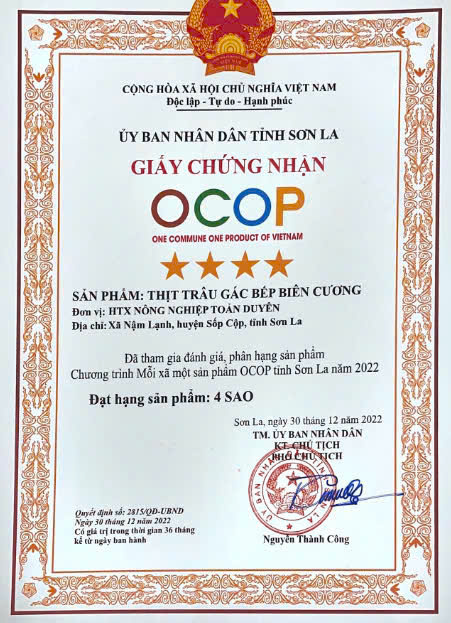 CỘNG HÒA XÃ HỘI CHỦ NGHĨA VIỆT NAM
Độc lập - Tự do - Hạnh phúc
ỦY BAN NHÂN DÂN TỈNH SƠN LA
GIẤY CHỨNG NHẬN
OCOP
ONE COMMUNE ONE PRODUCT OF VIETNAM
SẢN PHẨM: THỊT TRÂU GÁC BẾP BIÊN CƯƠNG
Đơn vị: HTX NÔNG NGHIỆP TOẢN DUYÊN
Địa chỉ: Xã Nậm Lạnh, huyện Sốp Cộp, tỉnh Sơn La
Đã tham gia đánh giá, phân hạng sản phẩm
Chương trình Mỗi xã một sản phẩm OCOP tỉnh Sơn La năm 2022
Đạt hạng sản phẩm: 4 SAO
Sơn La, ngày 30 tháng 12 năm 2022
TM. ỦY BAN NHÂN DÂN
KT. CHỦ TỊCH
PHÓ CHỦ TỊCH
Quyết định số: 2815/QĐ-UBND
Ngày 30 tháng 12 năm 2022
Có giá trị trong thời gian 36 tháng
kể từ ngày ban hành
Nguyễn Thành Công